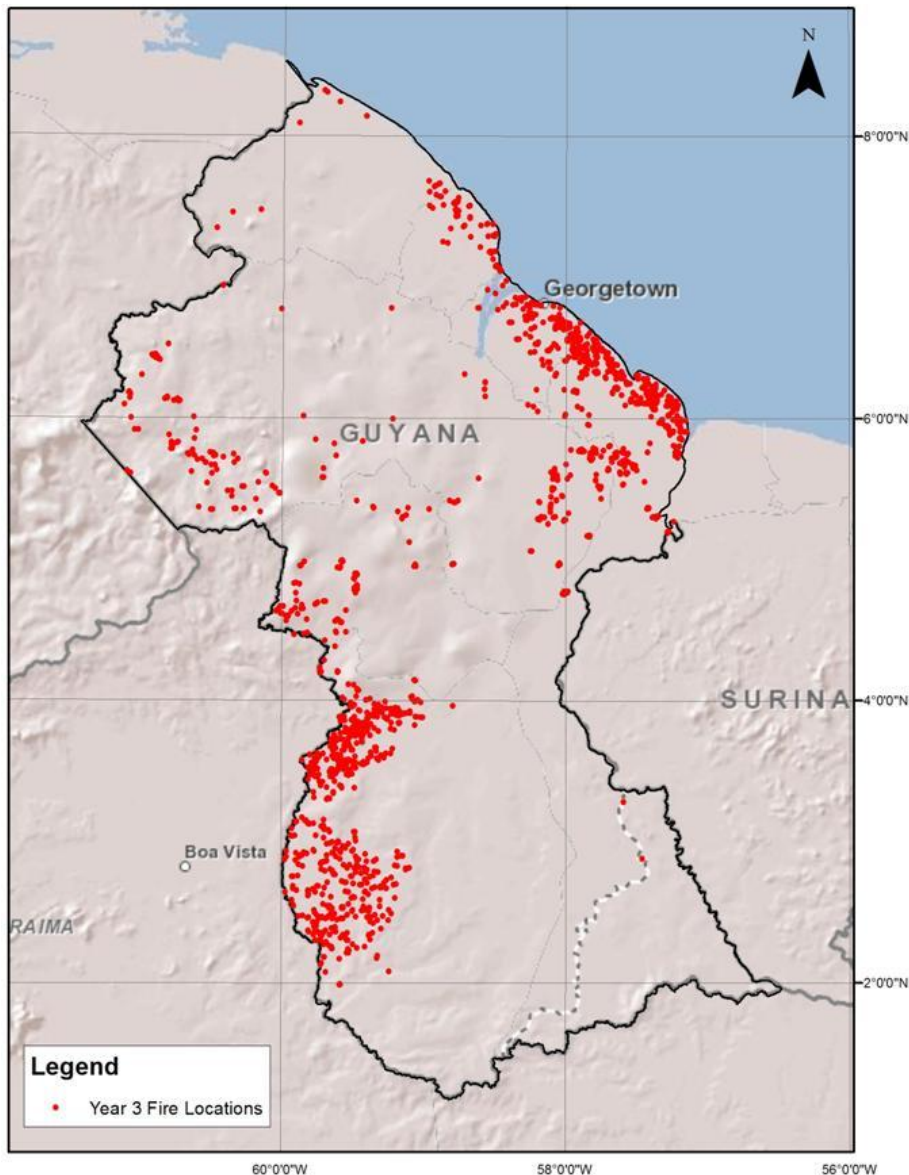 N
8°0'0"N
Georgetown
6°0'0"N
GUYANA
4°0'0"N
SURINA
Boa Vista
RAIMA
2°0'0"N
Legend
Year 3 Fire Locations
60°0'0"W
58°0'0"W
56°0'0"W